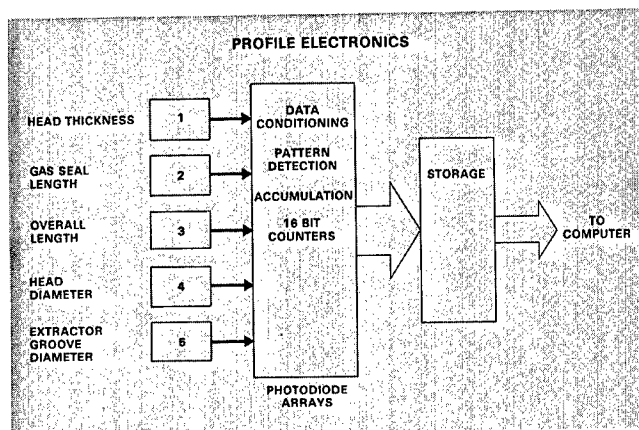 PROFILE ELECTRONICS
HEAD THICKNESS
1
GAS SEAL
LENGTH
2
OVERALL
LENGTH
3
HEAD
DIAMETER
4
EXTRACTOR
GROOVE
DIAMETER
5
DATA
CONDITIONING
PATTERN
DETECTION
ACCUMULATION
16 BIT
COUNTERS
PHOTODIODE
ARRAYS
STORAGE
TO
COMPUTER